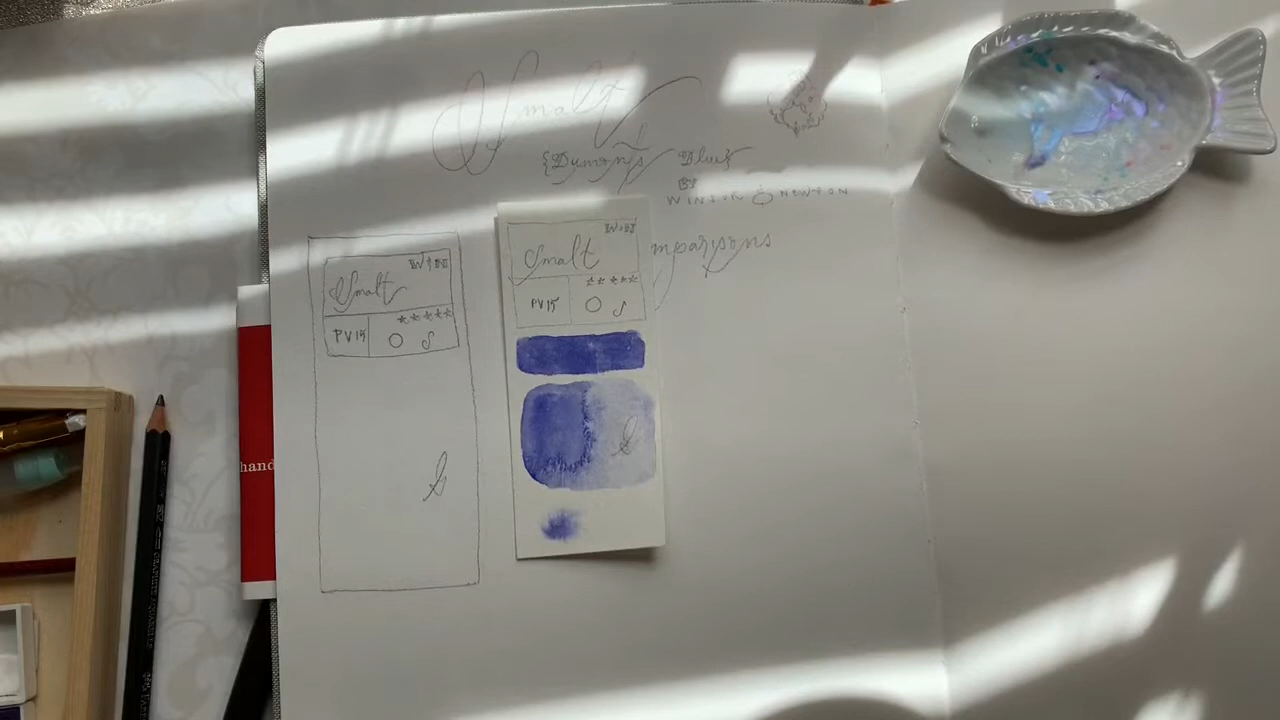 Smalt
{Dumont's Blue}
BY
WINSOR & NEWTON
mparisons
W&N
Smalt
☆☆☆☆☆
PV15
S
W&N
Smalt
☆☆☆☆☆
PV15
hand